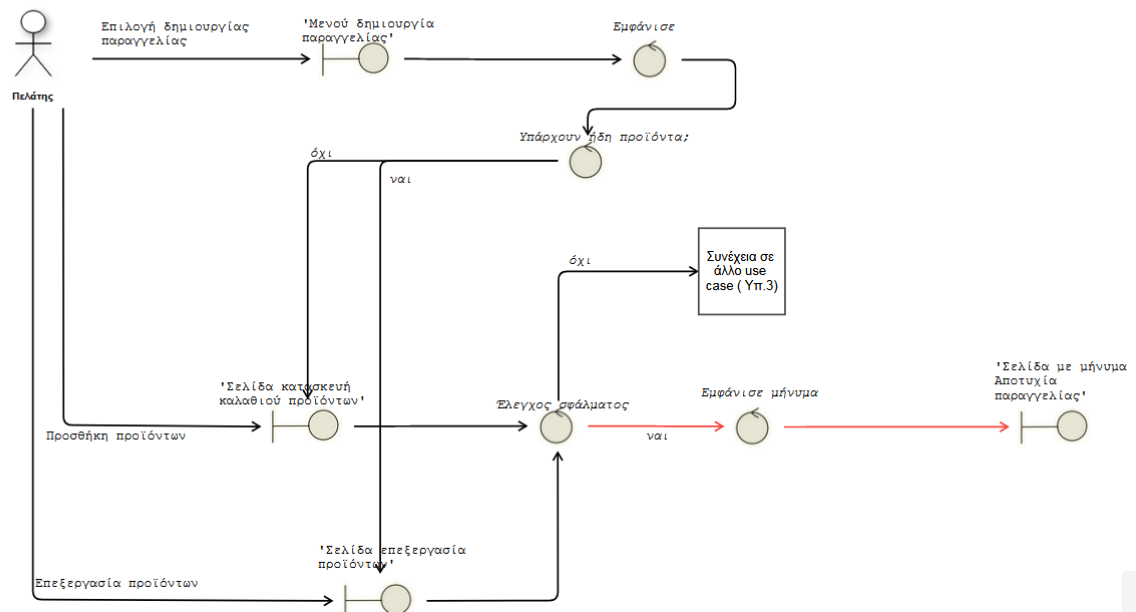 Επιλογή δημιουργίας
παραγγελίας
'Μενού δημιουργία
παραγγελίας'
Εμφάνισε
Πελάτης
Υπάρχουν ήδη προϊόντα;
όχι
ναι
όχι
Συνέχεια σε
άλλο use
case ( Υπ.3)
'Σελίδα κατασκευή
καλαθιού προϊόντων'
Έλεγχος σφάλματος
Εμφάνισε μήνυμα
'Σελίδα με μήνυμα
Αποτυχία
παραγγελίας'
Προσθήκη προϊόντων
ναι
'Σελίδα επεξεργασία
προϊόντων'
Επεξεργασία προϊόντων